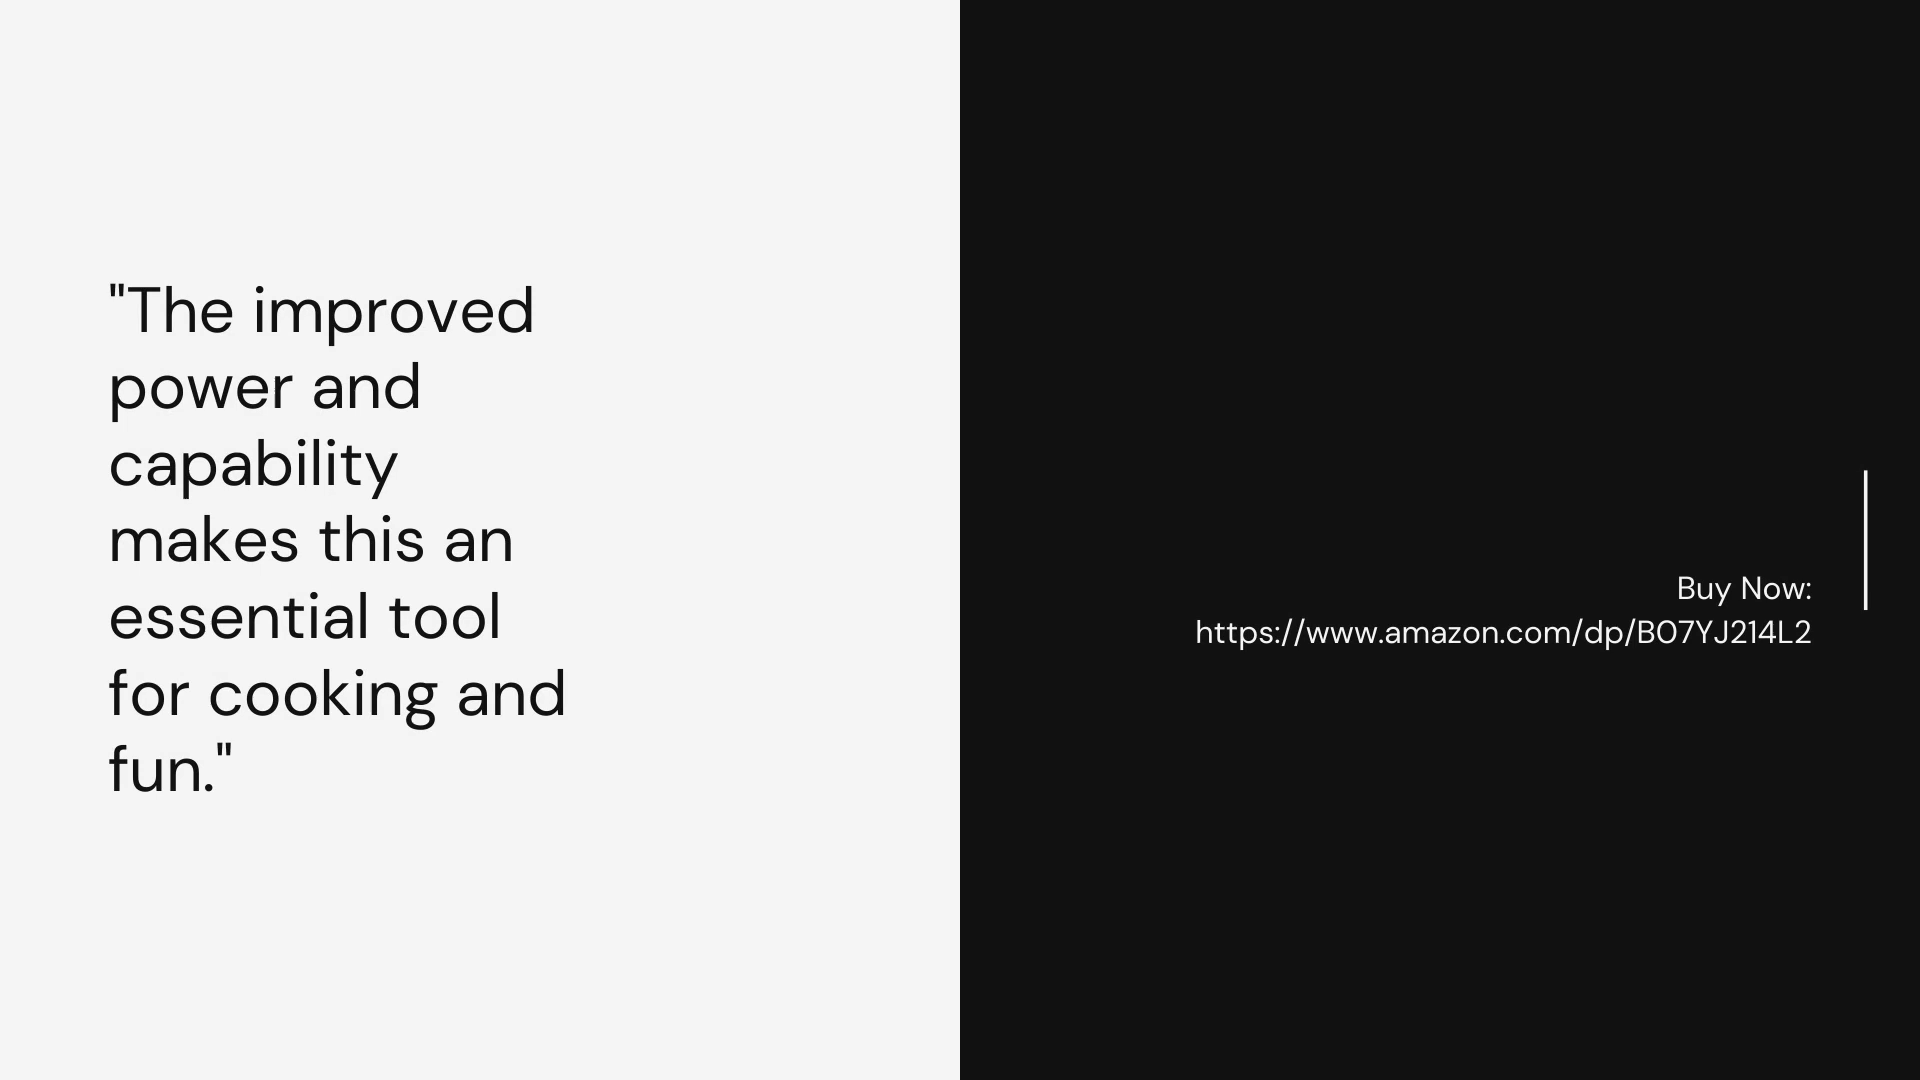 "The improved
power and
capability
makes this an
essential tool
for cooking and
fun."
Buy Now:
https://www.amazon.com/dp/B07YJ214L2